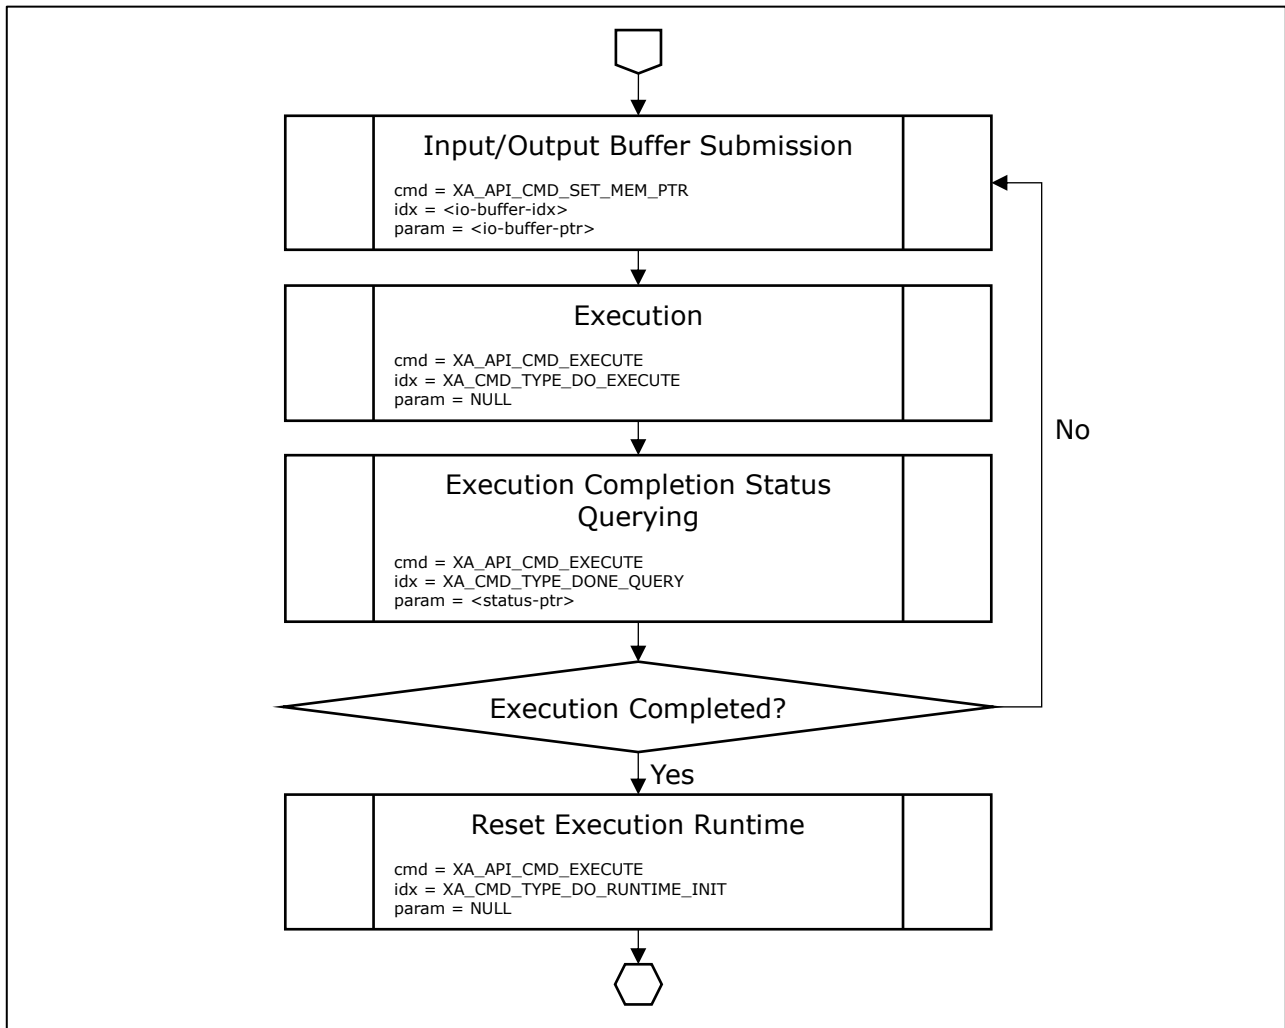 Input/Output Buffer Submission
cmd = XA_API_CMD_SET_MEM_PTR
idx = <io-buffer-idx>
param = <io-buffer-ptr>
Execution
cmd = XA_API_CMD_EXECUTE
idx = XA_CMD_TYPE_DO_EXECUTE
param = NULL
No
Execution Completion Status
Querying
cmd = XA_API_CMD_EXECUTE
idx = XA_CMD_TYPE_DONE_QUERY
param = <status-ptr>
Execution Completed?
Yes
Reset Execution Runtime
cmd = XA_API_CMD_EXECUTE
idx = XA_CMD_TYPE_DO_RUNTIME_INIT
param = NULL